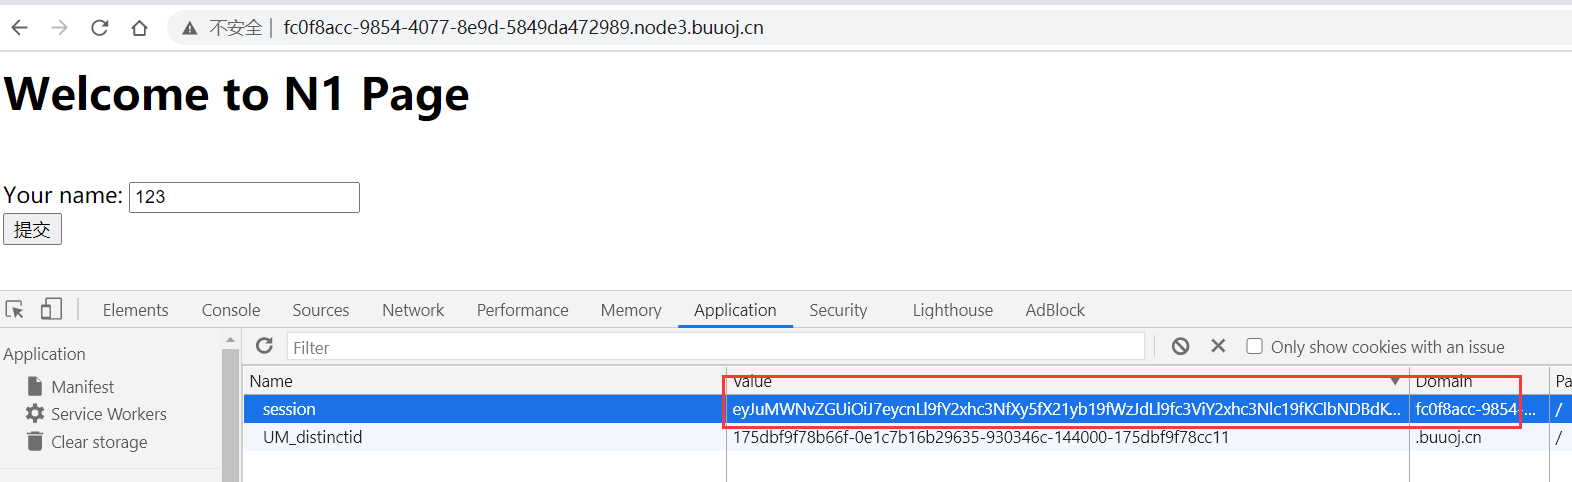 不安全 | fc0f8acc-9854-4077-8e9d-5849da472989.node3.buuoj.cn
Welcome to N1 Page
Your name: 123
提交
Elements Console Sources Network Performance Memory Application Security Lighthouse AdBlock
Application
Filter
Only show cookies with an issue
Manifest
Service Workers
Clear storage
Name Value Domain Pa
session eyJuMWNvZGUiOiJ7eycnLl9fY2xhc3NfXy5fX21yb19fWzJdLl9fc3ViY2xhc3Nlc19fKClbNDBdK... fc0f8acc-9854-... /
UM_distinctid 175dbf9f78b66f-0e1c7b16b29635-930346c-144000-175dbf9f78cc11 .buuoj.cn /